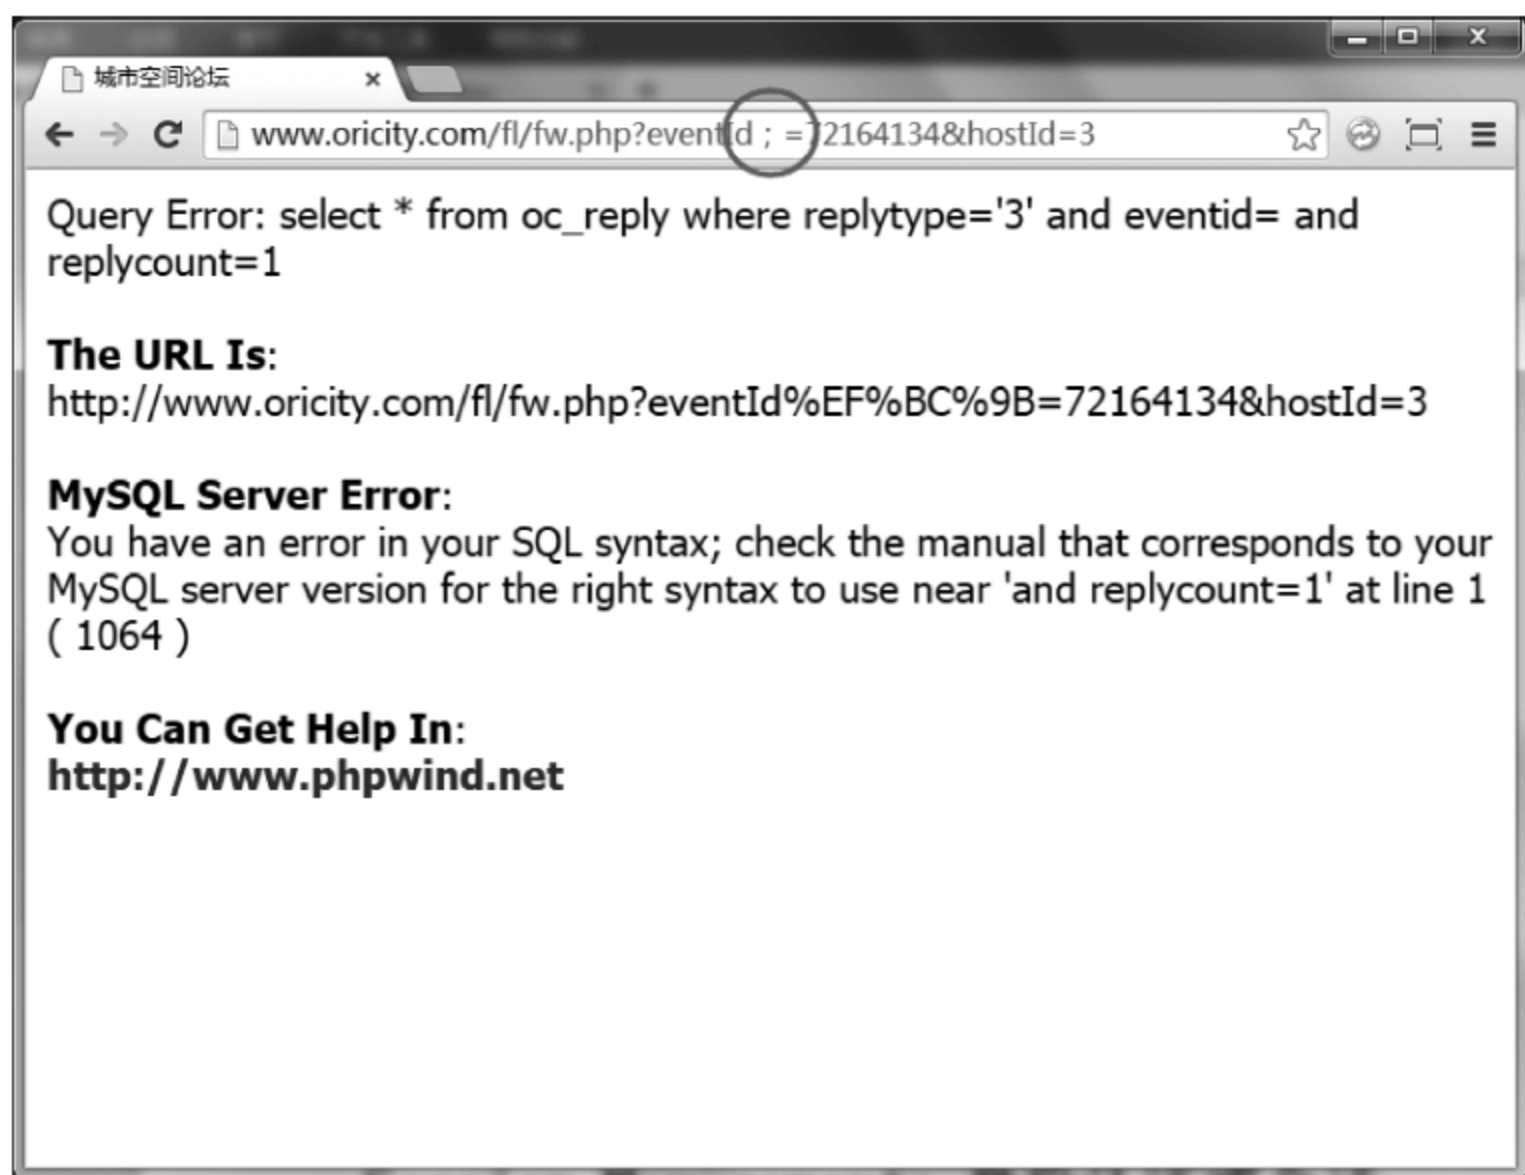 城市空间论坛
www.oricity.com/fl/fw.php?eventId；=72164134&hostId=3
Query Error: select * from oc_reply where replytype='3' and eventid= and
replycount=1
The URL Is:
http://www.oricity.com/fl/fw.php?eventId%EF%BC%9B=72164134&hostId=3
MySQL Server Error:
You have an error in your SQL syntax; check the manual that corresponds to your
MySQL server version for the right syntax to use near 'and replycount=1' at line 1
( 1064 )
You Can Get Help In:
http://www.phpwind.net